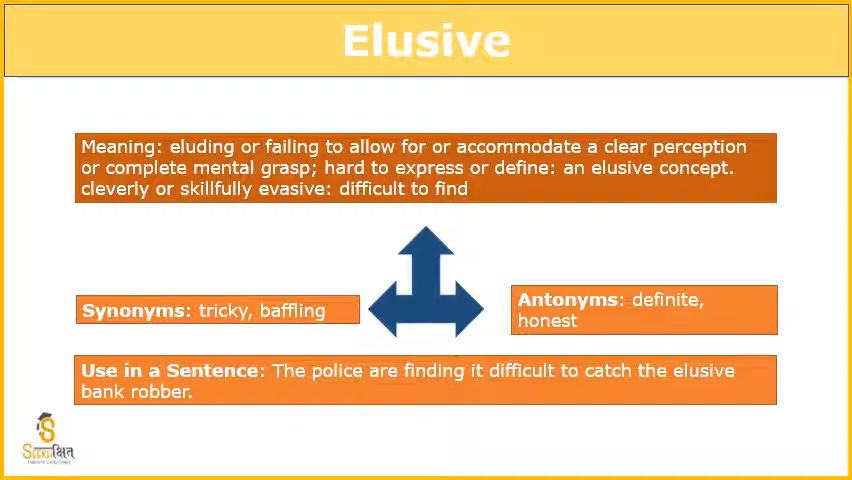 Elusive
Meaning: eluding or failing to allow for or accommodate a clear perception
or complete mental grasp; hard to express or define: an elusive concept.
cleverly or skillfully evasive: difficult to find
Synonyms: tricky, baffling
Antonyms: definite,
honest
Use in a Sentence: The police are finding it difficult to catch the elusive
bank robber.